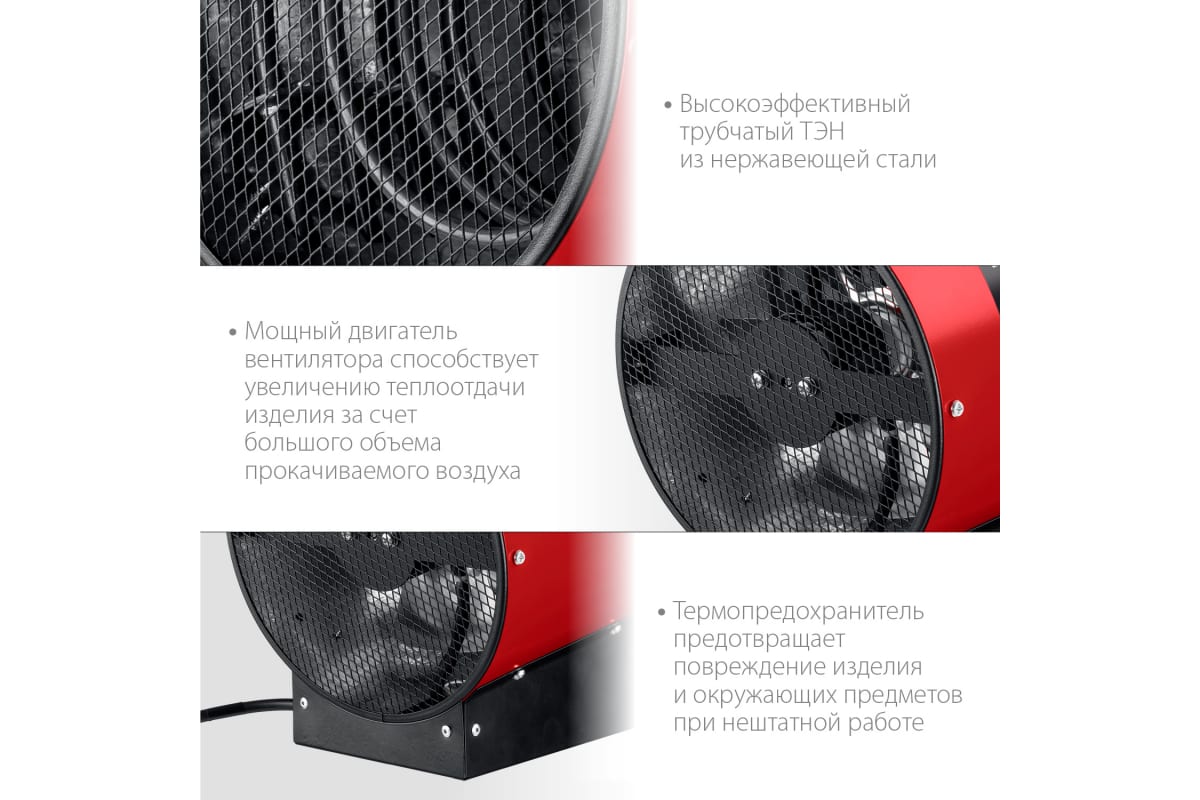 • Высокоэффективный
трубчатый ТЭН
из нержавеющей стали
• Мощный двигатель
вентилятора способствует
увеличению теплоотдачи
изделия за счет
большого объема
прокачиваемого воздуха
• Термопредохранитель
предотвращает
повреждение изделия
и окружающих предметов
при нештатной работе